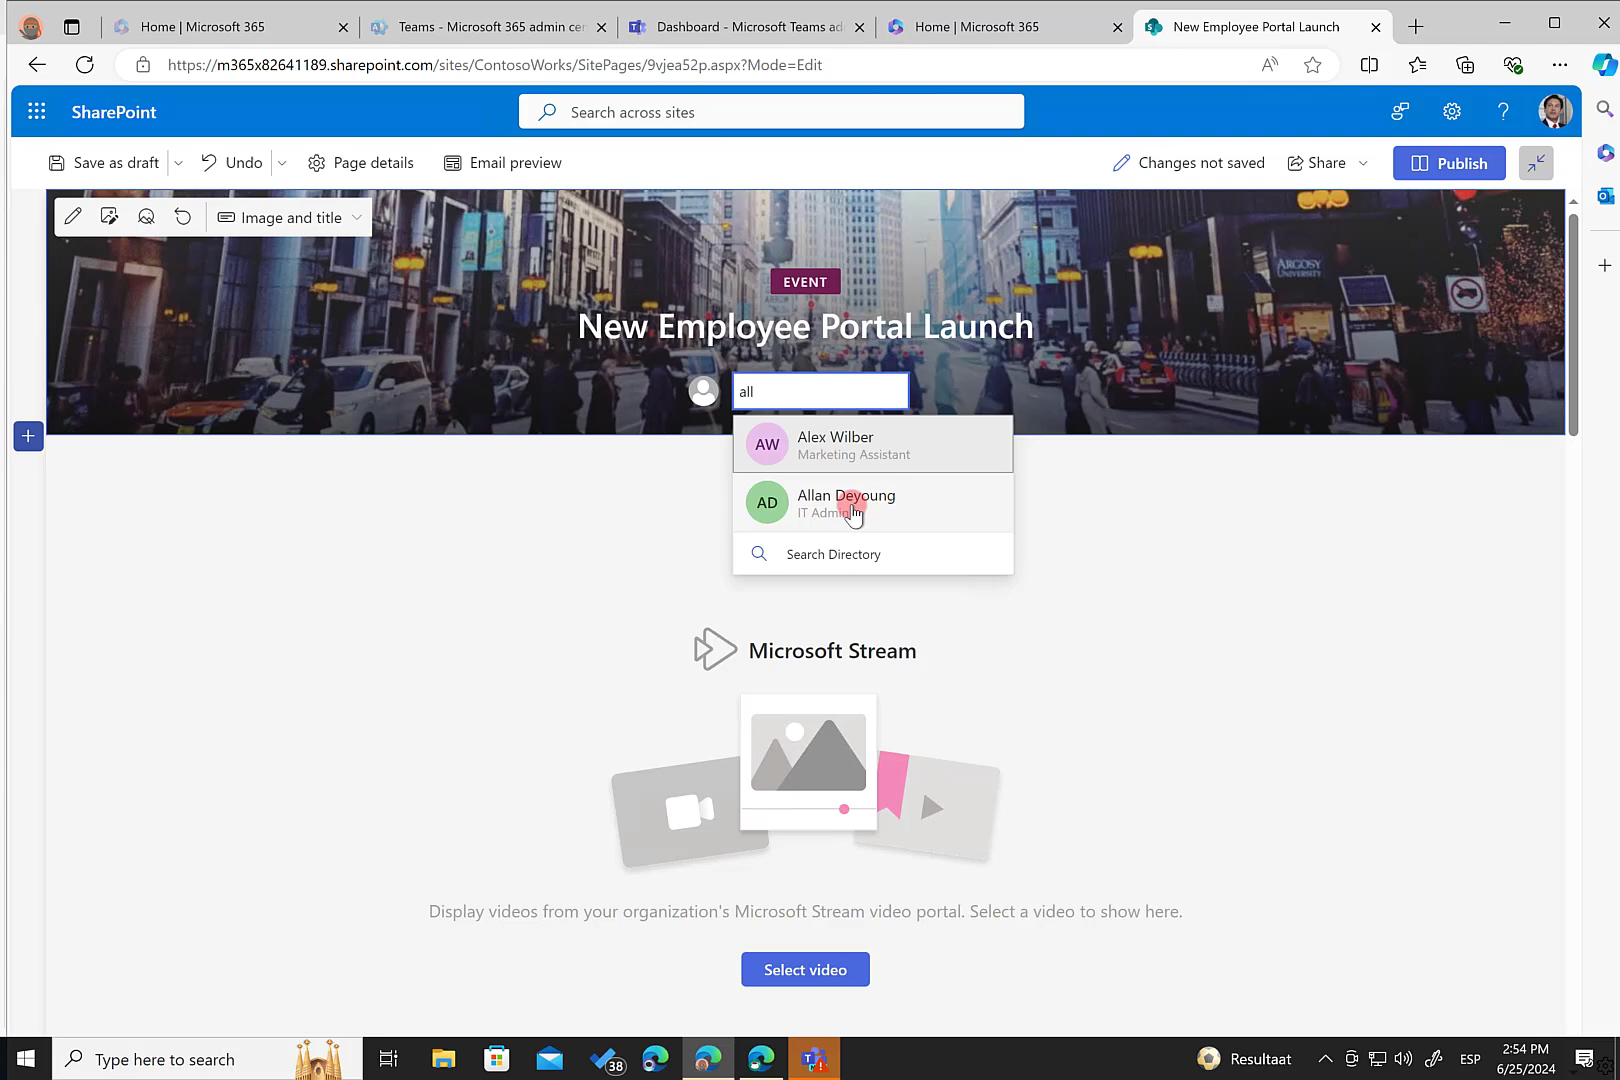 Home | Microsoft 365
Teams - Microsoft 365 admin cen
Dashboard - Microsoft Teams ad
Home | Microsoft 365
New Employee Portal Launch
https://m365x82641189.sharepoint.com/sites/ContosoWorks/SitePages/9vjea52p.aspx?Mode=Edit
SharePoint
Search across sites
Save as draft
Undo
Page details
Email preview
Changes not saved
Share
Publish
Image and title
ARGOSY
UNIVERSITY
EVENT
New Employee Portal Launch
all
AW
Alex Wilber
Marketing Assistant
AD
Allan Deyoung
IT Admin
Search Directory
Microsoft Stream
Display videos from your organization's Microsoft Stream video portal. Select a video to show here.
Select video
Type here to search
38
Resultaat
ESP
2:54 PM
6/25/2024